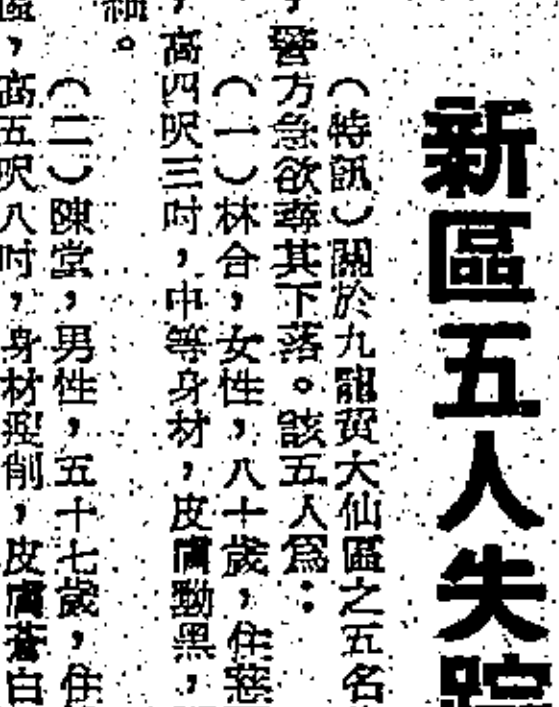 新區五人失踪
（特訊）關於九龍黃大仙區之五名
，警方急欲尋其下落。該五人爲：
（一）林合，女性，八十歲，住慈
，高四呎三吋，中等身材，皮膚黝黑，
。
（二）陳堂，男性，五十七歲，住
區，高五呎八吋，身材瘦削，皮膚蒼白